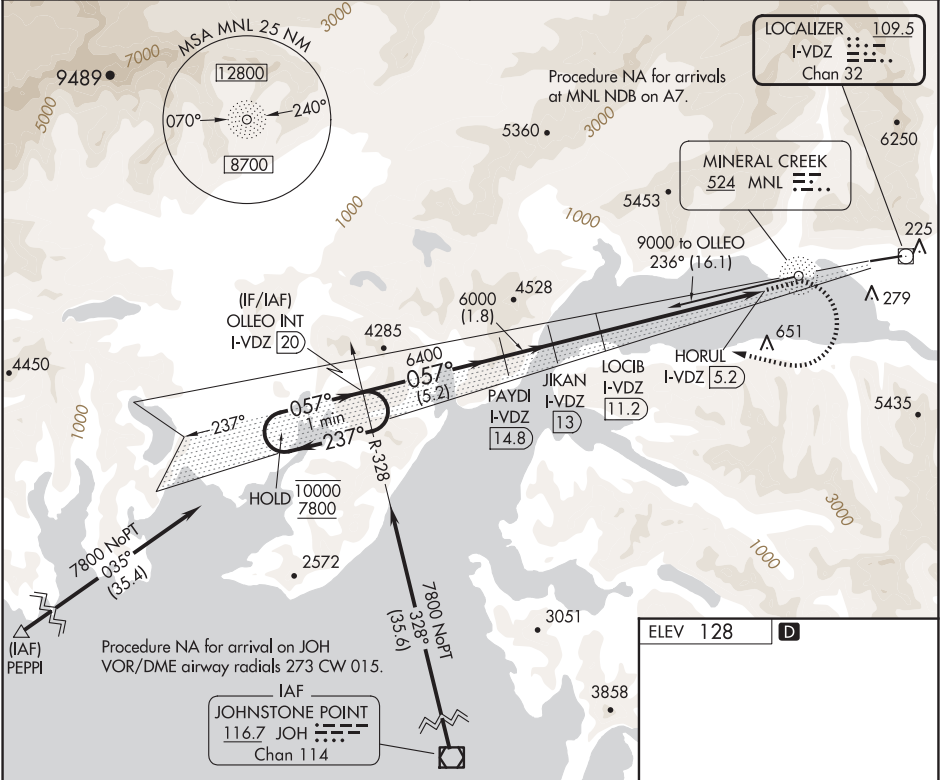 MSA MNL 25 NM
12800
070°
240°
8700
9489
7000
3000
5000
1000
LOCALIZER 109.5
I-VDZ
Chan 32
Procedure NA for arrivals
at MNL NDB on A7.
5360
3000
6250
MINERAL CREEK
524 MNL
5453
1000
225
9000 to OLLEO
236° (16.1)
279
(IF/IAF)
OLLEO INT
I-VDZ 20
6000
(1.8)
4528
4285
6400
057°
(5.2)
651
HORUL
I-VDZ 5.2
LOCIB
I-VDZ
11.2
JIKAN
I-VDZ
13
PAYDI
I-VDZ
14.8
4450
1000
237°
057°
1 min
237°
R-328
5435
HOLD 10000
7800
3000
1000
7800 NoPT
035°
(35.4)
2572
7800 NoPT
328°
(35.6)
3051
(IAF)
PEPPI
Procedure NA for arrival on JOH
VOR/DME airway radials 273 CW 015.
IAF
JOHNSTONE POINT
116.7 JOH
Chan 114
3858
ELEV 128 D